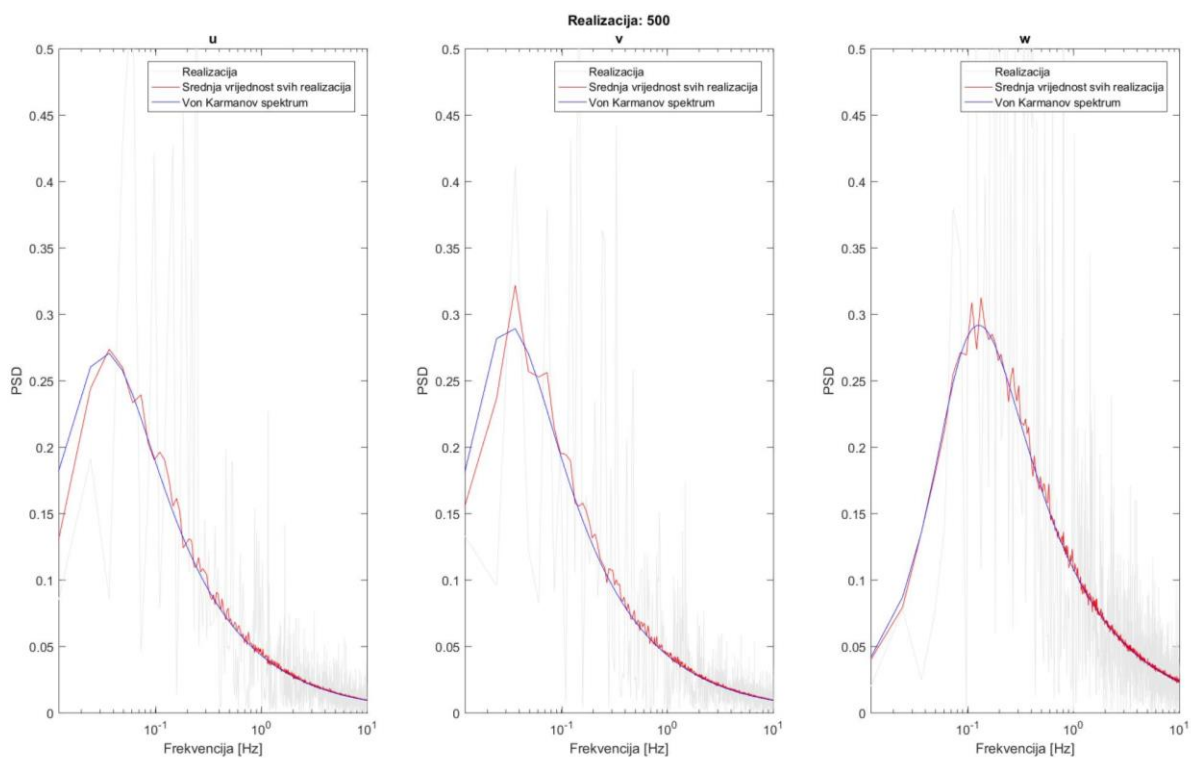 Realizacija: 500
u
0.5
0.45
0.4
0.35
0.3
0.25
0.2
0.15
0.1
0.05
0
PSD
10^-1
10^0
10^1
Frekvencija [Hz]
Realizacija
Srednja vrijednost svih realizacija
Von Karmanov spektrum
v
0.5
0.45
0.4
0.35
0.3
0.25
0.2
0.15
0.1
0.05
0
PSD
10^-1
10^0
10^1
Frekvencija [Hz]
Realizacija
Srednja vrijednost svih realizacija
Von Karmanov spektrum
w
0.5
0.45
0.4
0.35
0.3
0.25
0.2
0.15
0.1
0.05
0
PSD
10^-1
10^0
10^1
Frekvencija [Hz]
Realizacija
Srednja vrijednost svih realizacija
Von Karmanov spektrum